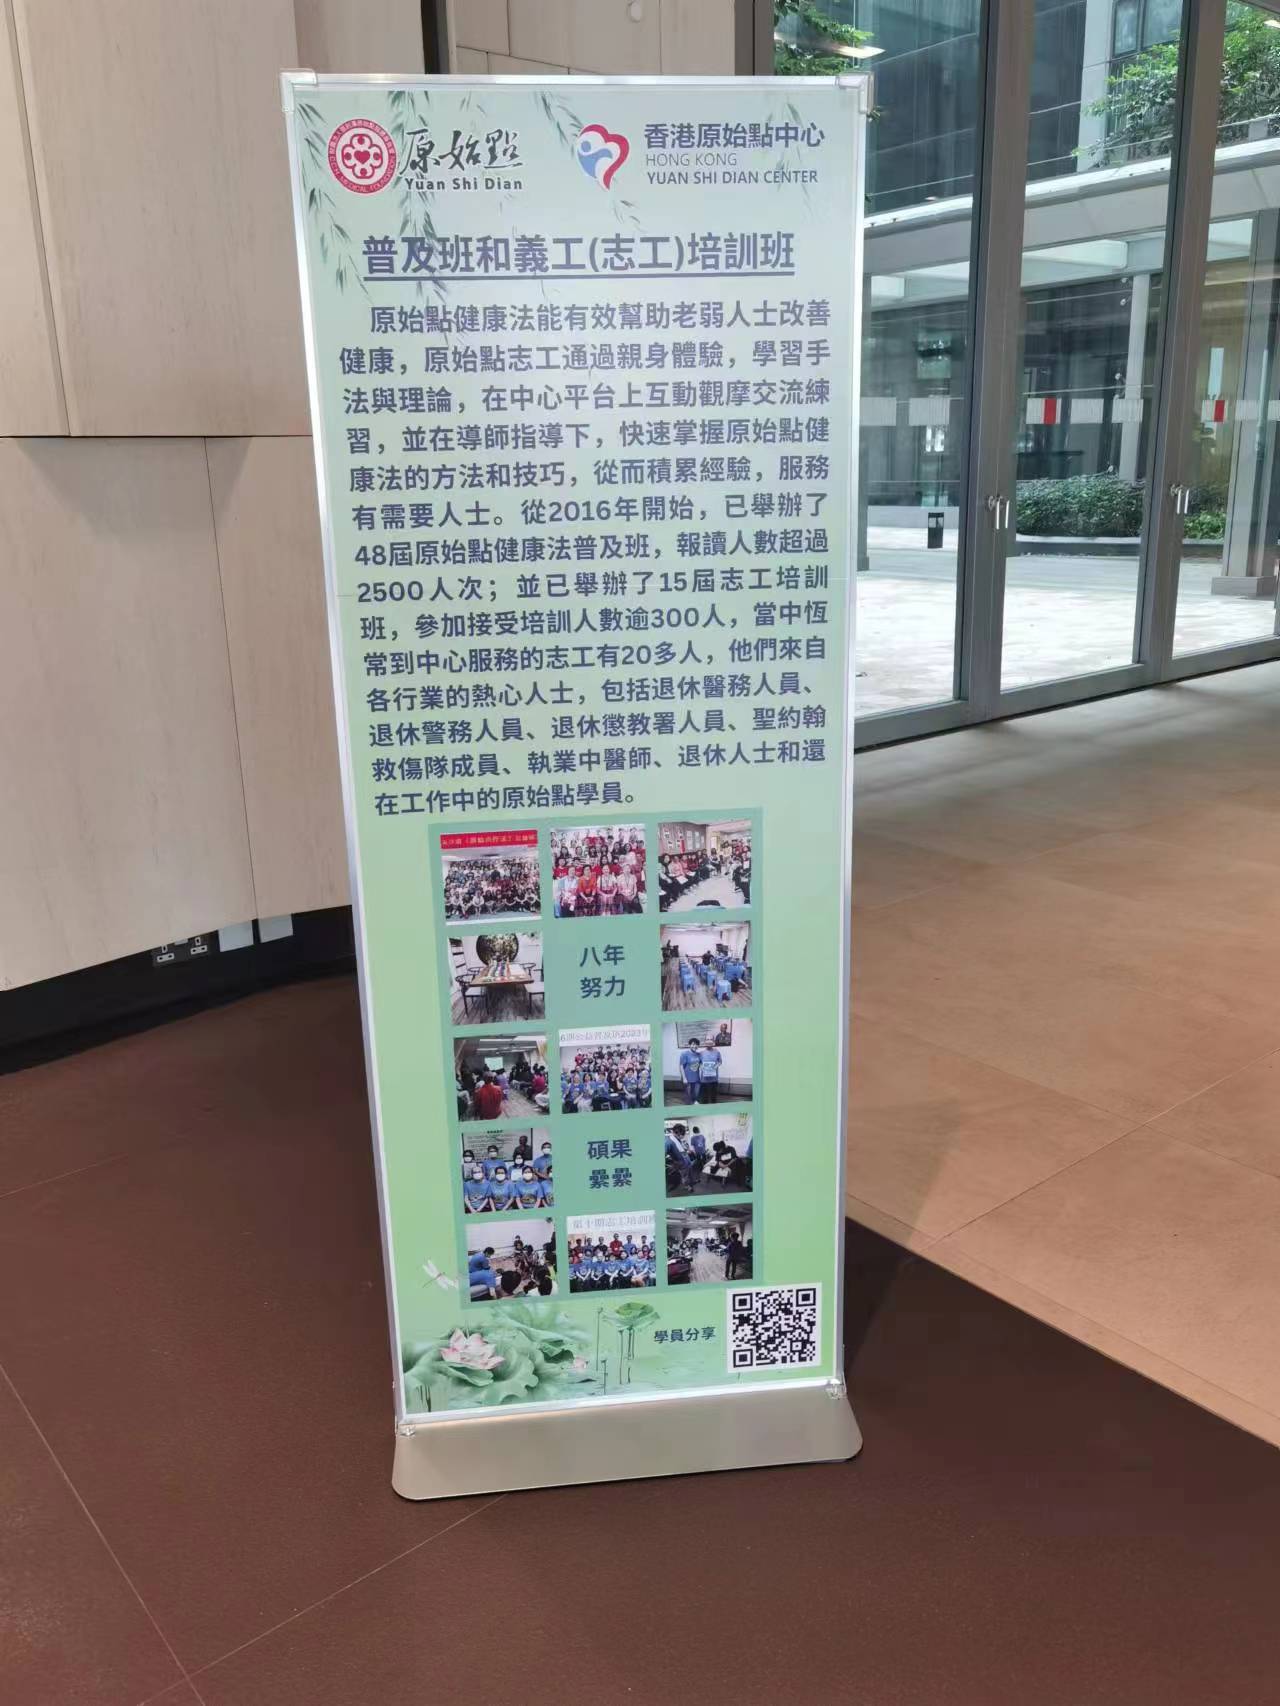 原始點
Yuan Shi Dian
香港原始點中心
HONG KONG
YUAN SHI DIAN CENTER
普及班和義工(志工)培訓班
原始點健康法能有效幫助老弱人士改善
健康，原始點志工通過親身體驗，學習手
法與理論，在中心平台上互動觀摩交流練
習，並在導師指導下，快速掌握原始點健
康法的方法和技巧，從而積累經驗，服務
有需要人士。從2016年開始，已舉辦了
48屆原始點健康法普及班，報讀人數超過
2500人次；並已舉辦了15屆志工培訓
班，參加接受培訓人數逾300人，當中恆
常到中心服務的志工有20多人，他們來自
各行業的熱心人士，包括退休醫務人員、
退休警務人員、退休懲教署人員、聖約翰
救傷隊成員、執業中醫師、退休人士和還
在工作中的原始點學員。
八年
努力
碩果
纍纍
學員分享